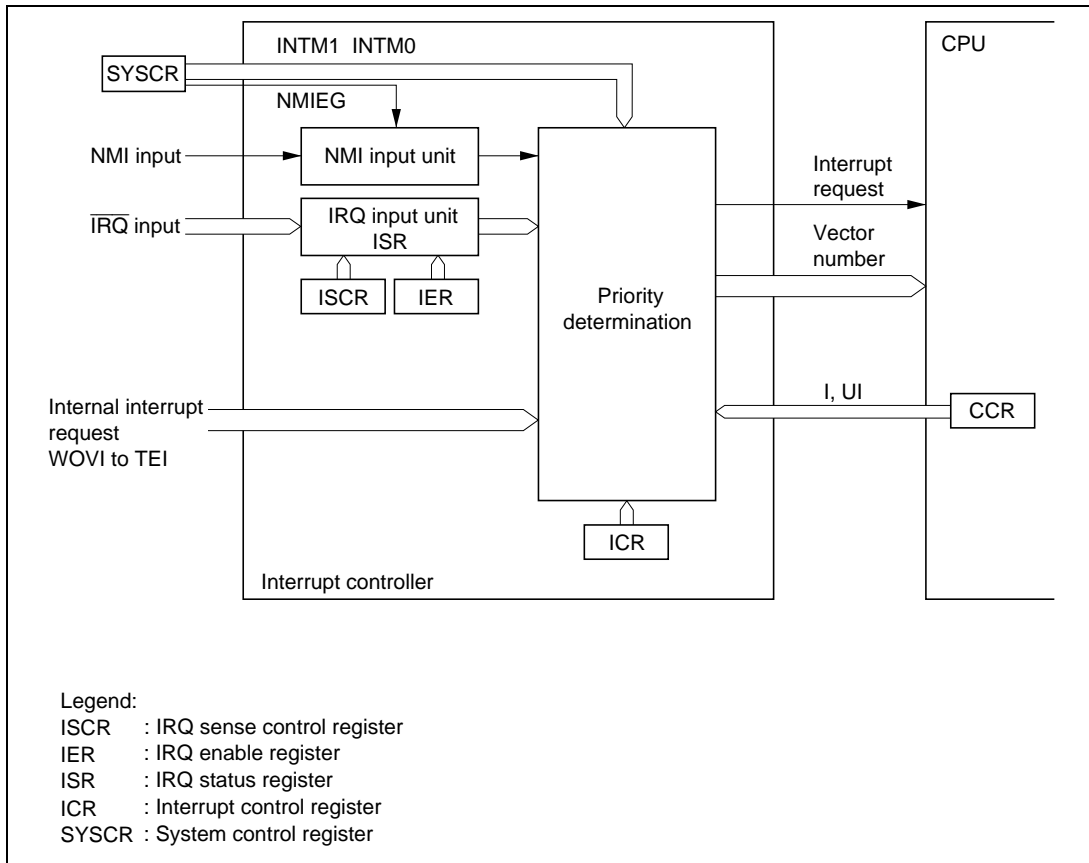 INTM1 INTM0
CPU
SYSCR
NMIEG
NMI input
NMI input unit
Interrupt
request
IRQ input
IRQ input unit
ISR
Vector
number
ISCR
IER
Priority
determination
Internal interrupt
request
WOVI to TEI
I, UI
CCR
ICR
Interrupt controller
Legend:
ISCR : IRQ sense control register
IER : IRQ enable register
ISR : IRQ status register
ICR : Interrupt control register
SYSCR : System control register